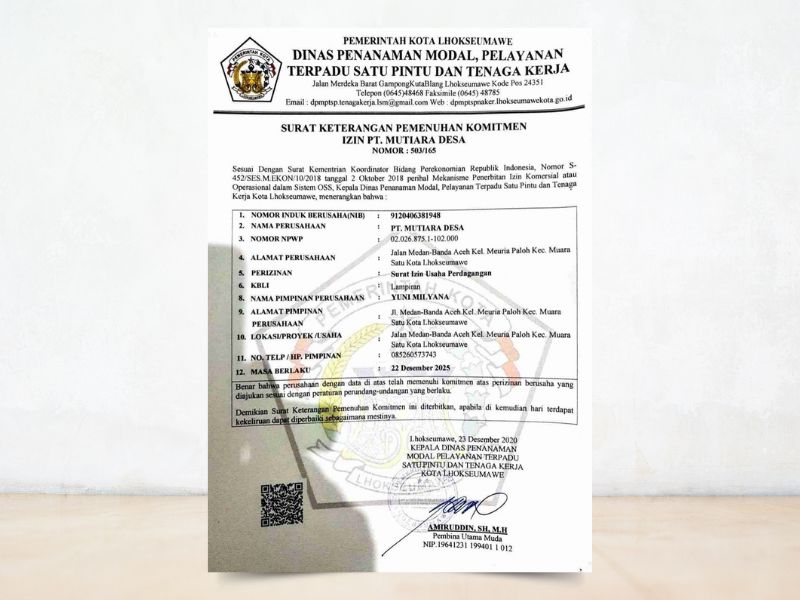 PEMERINTAH KOTA LHOKSEUMAWE
DINAS PENANAMAN MODAL, PELAYANAN
TERPADU SATU PINTU DAN TENAGA KERJA
Jalan Merdeka Barat GampongKutaBlang Lhokseumawe Kode Pos 24351
Telepon (0645)48468 Faksimile (0645) 48785
Email : dpmptsp.tenagakerja.lsm@gmail.com Web : dpmptspnaker.lhokseumawekota.go.id
PEMERINTAH KOTA
LHOKSEUMAWE
SURAT KETERANGAN PEMENUHAN KOMITMEN
IZIN PT. MUTIARA DESA
NOMOR : 503/165
Sesuai Dengan Surat Kementrian Koordinator Bidang Perekonomian Republik Indonesia, Nomor S-
452/SES.M.EKON/10/2018 tanggal 2 Oktober 2018 perihal Mekanisme Penerbitan Izin Komersial atau
Operasional dalam Sistem OSS, Kepala Dinas Penanaman Modal, Pelayanan Terpadu Satu Pintu dan Tenaga
Kerja Kota Lhokseumawe, menerangkan bahwa :
1. NOMOR INDUK BERUSAHA(NIB) : 9120406381948
2. NAMA PERUSAHAAN : PT. MUTIARA DESA
3. NOMOR NPWP : 02.026.875.1-102.000
4. ALAMAT PERUSAHAAN : Jalan Medan-Banda Aceh Kel. Meuria Paloh Kec. Muara
Satu Kota Lhokseumawe
5. PERIZINAN : Surat Izin Usaha Perdagangan
6. KBLI : Lampiran
8. NAMA PIMPINAN PERUSAHAAN : YUNI MILYANA
9. ALAMAT PIMPINAN PERUSAHAAN : Jl. Medan-Banda Aceh Kel. Meuria Paloh Kec. Muara
Satu Kota Lhokseumawe
10. LOKASI/PROYEK /USAHA : Jalan Medan-Banda Aceh Kel. Meuria Paloh Kec. Muara
Satu Kota Lhokseumawe
11. NO. TELP / HP. PIMPINAN : 085260573743
12. MASA BERLAKU : 22 Desember 2025
Benar bahwa perusahaan dengan data di atas telah memenuhi komitmen atas perizinan berusaha yang
diajukan sesuai dengan peraturan perundang-undangan yang berlaku.
Demikian Surat Keterangan Pemenuhan Komitmen ini diterbitkan, apabila di kemudian hari terdapat
kekeliruan dapat diperbaiki sebagaimana mestinya.
PEMERINTAH KOTA
LHOKSEUMAWE
Lhokseumawe, 23 Desember 2020
KEPALA DINAS PENANAMAN
MODAL PELAYANAN TERPADU
SATU PINTU DAN TENAGA KERJA
KOTA LHOKSEUMAWE
AMIRUDDIN, SH, M.H
Pembina Utama Muda
NIP.19641231 199401 1 012